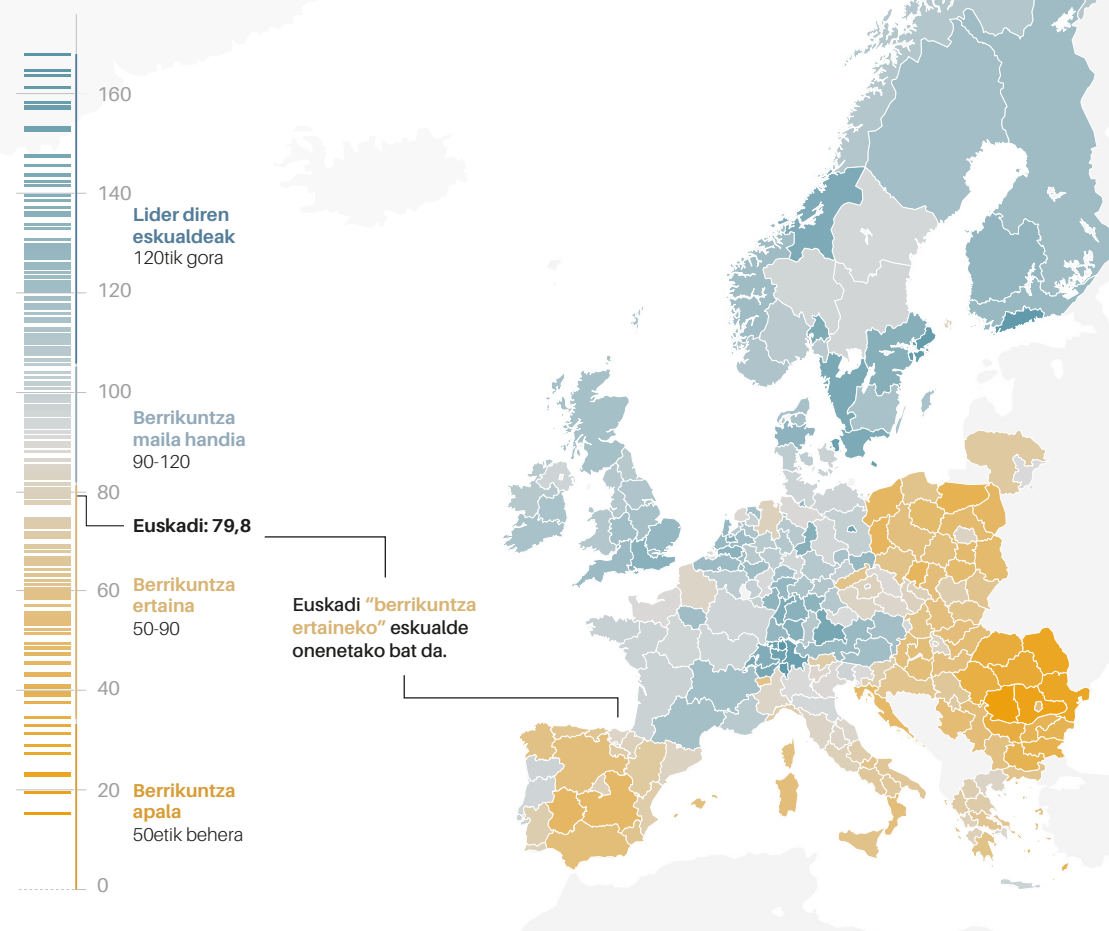 160
140
Lider diren
eskualdeak
120tik gora
120
100
Berrikuntza
maila handia
90-120
80
Euskadi: 79,8
60
Berrikuntza
ertaina
50-90
Euskadi “berrikuntza
ertaineko” eskualde
onenetako bat da.
40
20
Berrikuntza
apala
50etik behera
0